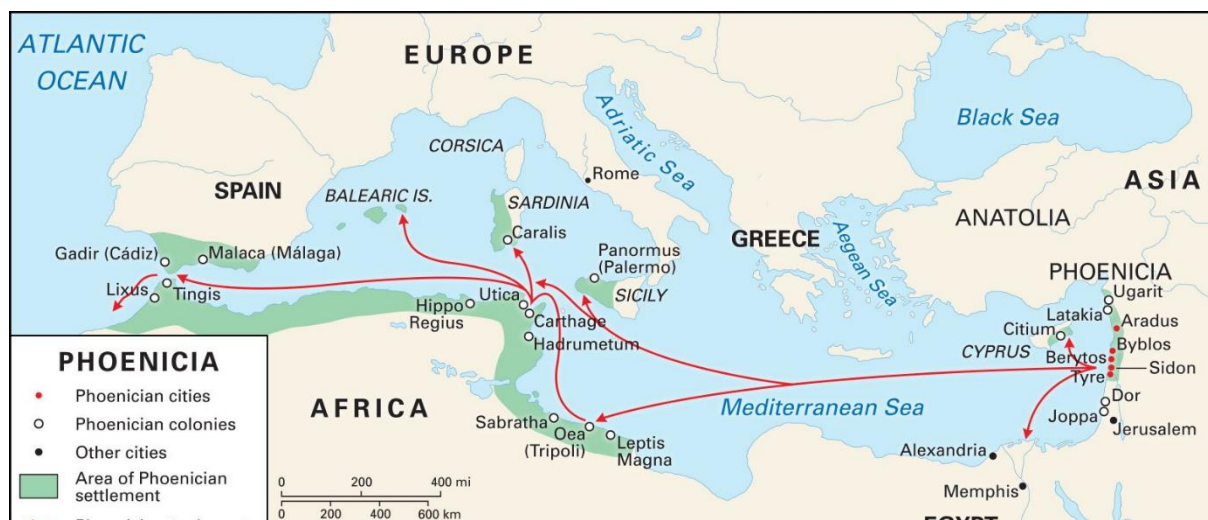 ATLANTIC
OCEAN
EUROPE
Adriatic Sea
Black Sea
CORSICA
Rome
ASIA
SPAIN
BALEARIC IS.
SARDINIA
ANATOLIA
Caralis
GREECE
Aegean Sea
Gadir (Cádiz)
Malaca (Málaga)
Panormus
(Palermo)
PHOENICIA
Lixus
Tingis
Hippo
Regius
Utica
SICILY
Ugarit
Latakia
Carthage
Citium
Aradus
Hadrumetum
CYPRUS
Byblos
Berytos
Tyre
Sidon
AFRICA
Mediterranean Sea
Dor
Joppa
Jerusalem
Sabratha
Oea
(Tripoli)
Leptis
Magna
Alexandria
Memphis
PHOENICIA
Phoenician cities
Phoenician colonies
Other cities
Area of Phoenician
settlement
0 200 400 mi
0 200 400 600 km